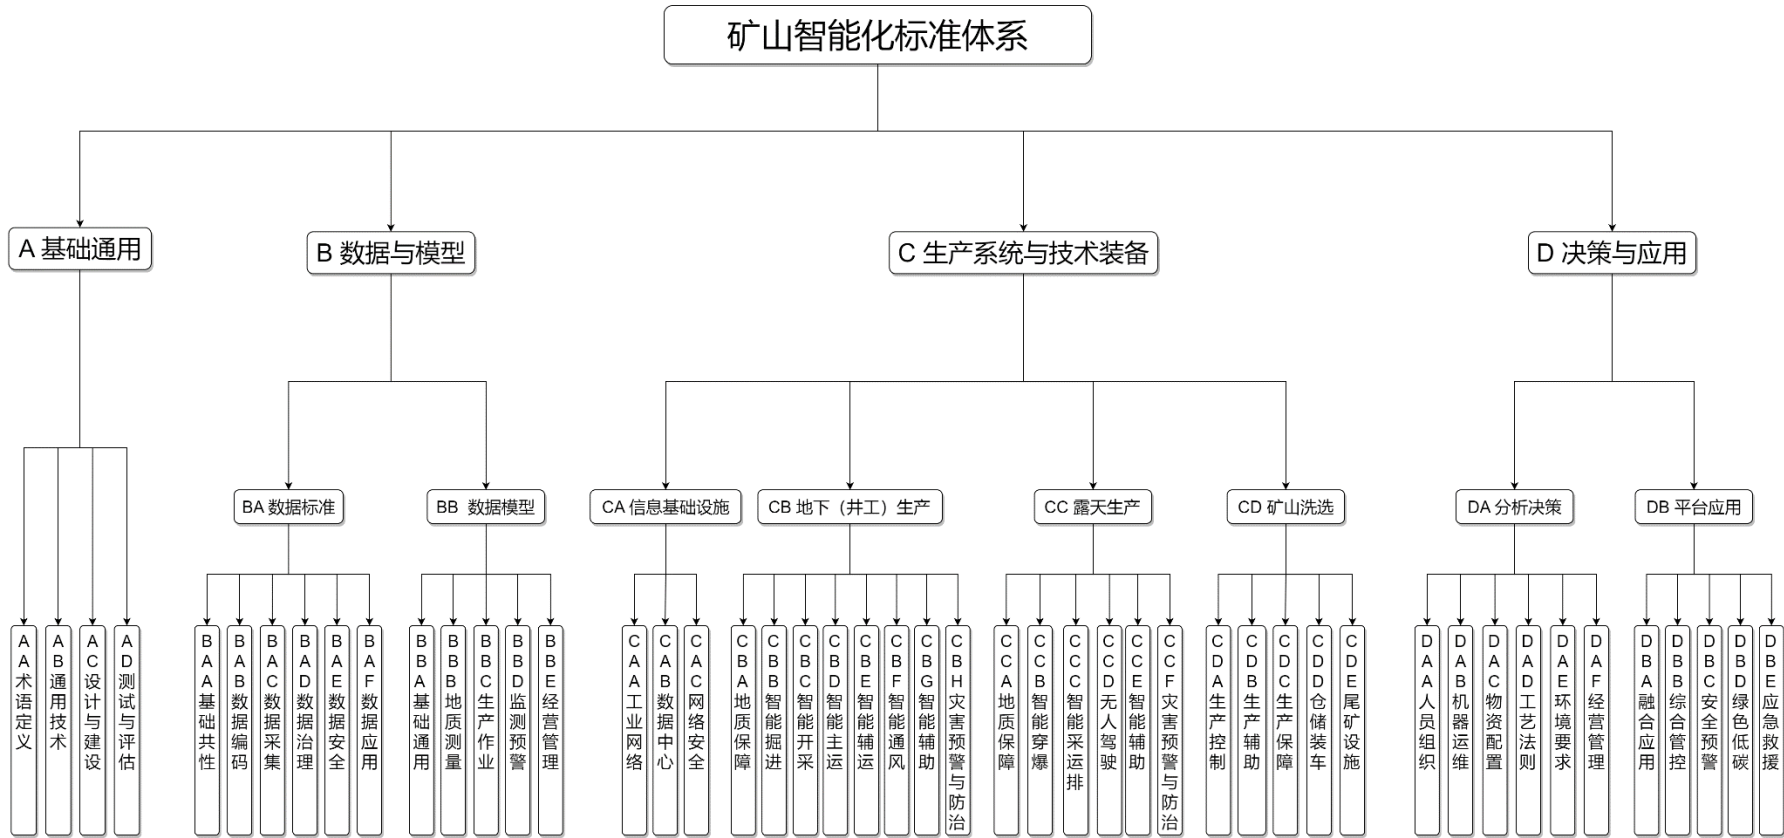 矿山智能化标准体系
A 基础通用
B 数据与模型
C 生产系统与技术装备
D 决策与应用
BA 数据标准
BB 数据模型
CA 信息基础设施
CB 地下（井工）生产
CC 露天生产
CD 矿山洗选
DA 分析决策
DB 平台应用
AA术语定义
AB通用技术
AC设计与建设
AD测试与评估
BAA基础共性
BAB数据编码
BAC数据采集
BAD数据治理
BAE数据安全
BAF数据应用
BBA基础通用
BBB地质测量
BBC生产作业
BBD监测预警
BBE经营管理
CAA工业网络
CAB数据中心
CAC网络安全
CBA地质保障
CBB智能掘进
CBC智能开采
CBD智能主运
CBE智能辅运
CBF智能通风
CBG智能辅助
CBH灾害预警与防治
CCA地质保障
CCB智能穿爆
CCC智能采运排
CCD无人驾驶
CCE智能辅助
CCF灾害预警与防治
CDA生产控制
CDB生产辅助
CDC生产保障
CDD仓储装车
CDE尾矿设施
DAA人员组织
DAB机器运维
DAC物资配置
DAD工艺法则
DAE环境要求
DAF经营管理
DBA融合应用
DBB综合管控
DBC安全预警
DBD绿色低碳
DBE应急救援